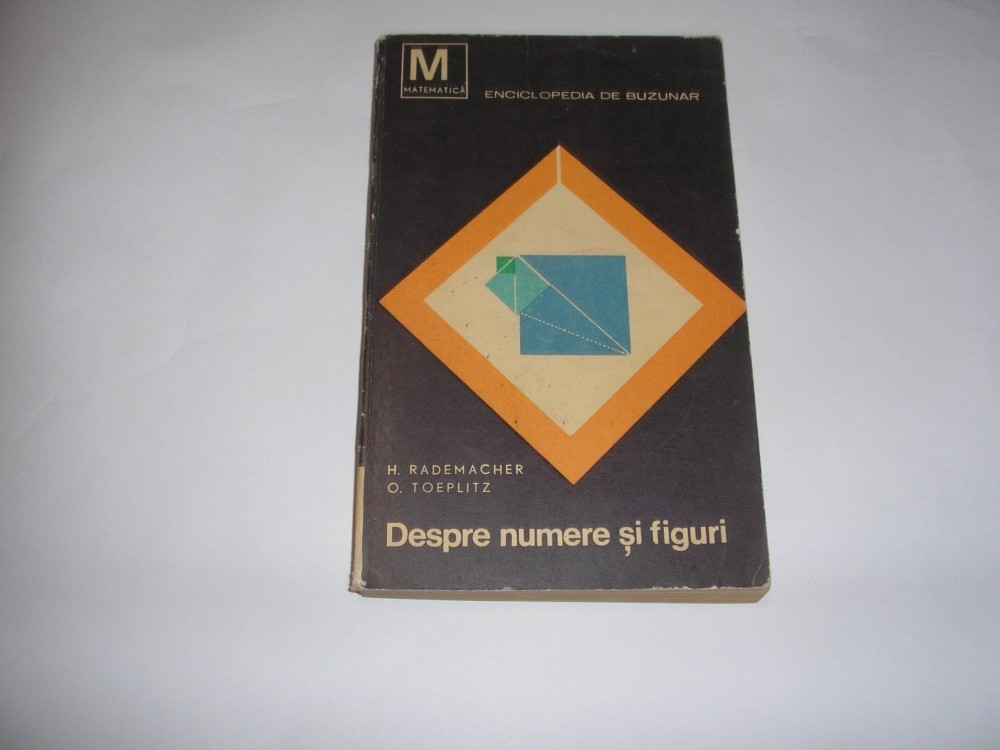 M
MATEMATICĂ
ENCICLOPEDIA DE BUZUNAR
H. RADEMACHER
O. TOEPLITZ
Despre numere și figuri